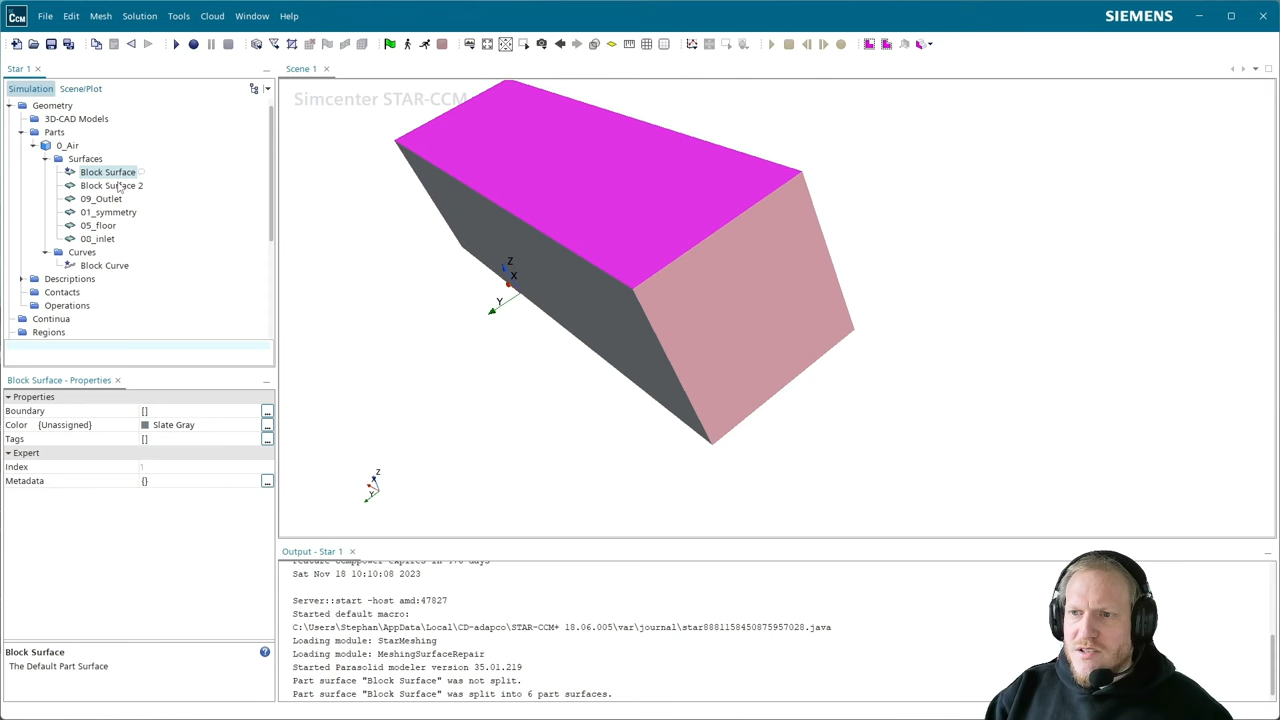 CCM File Edit Mesh Solution Tools Cloud Window Help SIEMENS
Star 1 Scene 1
Simulation Scene/Plot
Simcenter STAR-CCM
Geometry
3D-CAD Models
Parts
0_Air
Surfaces
Block Surface
Block Surface 2
09_Outlet
01_symmetry
05_floor
08_inlet
Curves
Block Curve
Descriptions
Contacts
Operations
Continua
Regions
Z
X
Y
Z
X
Y
Block Surface - Properties
Properties
Boundary []
Color {Unassigned} Slate Gray
Tags []
Expert
Index 1
Metadata {}
Block Surface
The Default Part Surface
Output - Star 1
Sat Nov 18 10:10:08 2023
Server::start -host amd:47827
Started default macro:
C:\Users\Stephan\AppData\Local\CD-adapco\STAR-CCM+ 18.06.005\var\journal\star8881158450875957028.java
Loading module: StarMeshing
Loading module: MeshingSurfaceRepair
Started Parasolid modeler version 35.01.219
Part surface "Block Surface" was not split.
Part surface "Block Surface" was split into 6 part surfaces.